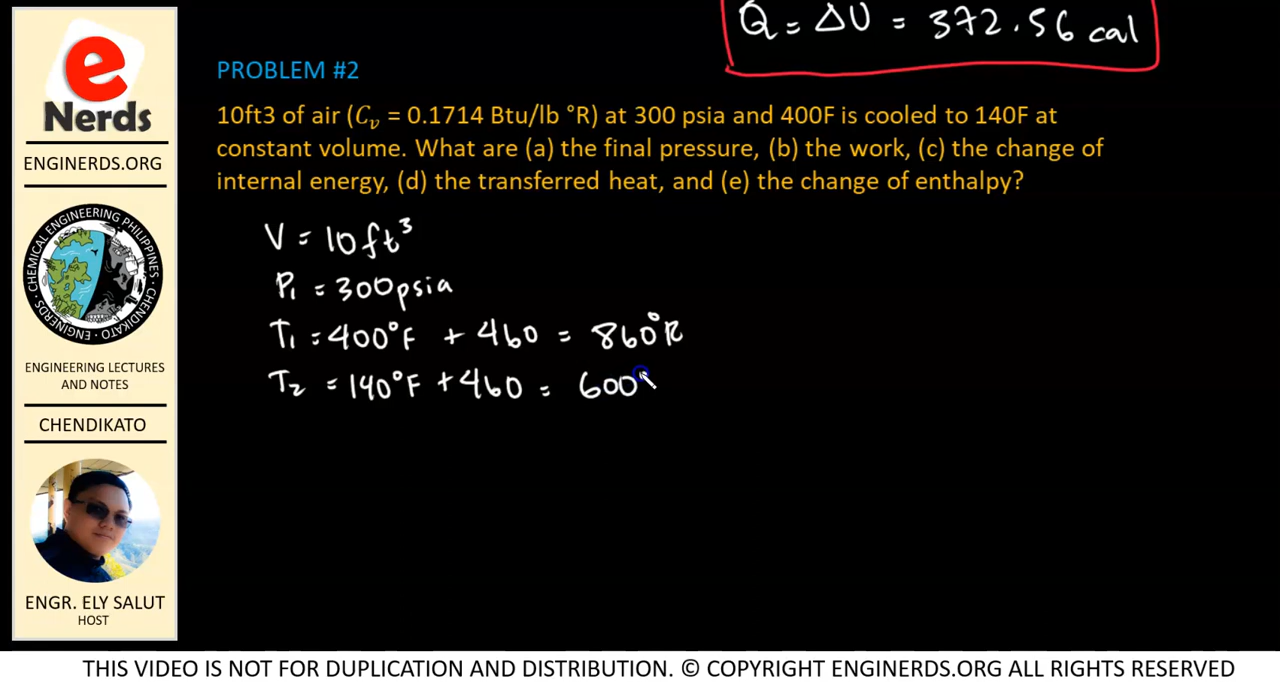 Q = ΔU = 372.56 cal
PROBLEM #2
10ft3 of air (Cᵥ = 0.1714 Btu/lb °R) at 300 psia and 400F is cooled to 140F at
constant volume. What are (a) the final pressure, (b) the work, (c) the change of
internal energy, (d) the transferred heat, and (e) the change of enthalpy?
V = 10ft³
P₁ = 300psia
T₁ = 400°F + 460 = 860°R
T₂ = 140°F + 460 = 600°
e
Nerds
ENGINERDS.ORG
CHEMICAL ENGINEERING PHILIPPINES
· CHENDIKATO · ENGINERDS ·
ENGINEERING LECTURES
AND NOTES
CHENDIKATO
ENGR. ELY SALUT
HOST
THIS VIDEO IS NOT FOR DUPLICATION AND DISTRIBUTION. © COPYRIGHT ENGINERDS.ORG ALL RIGHTS RESERVED